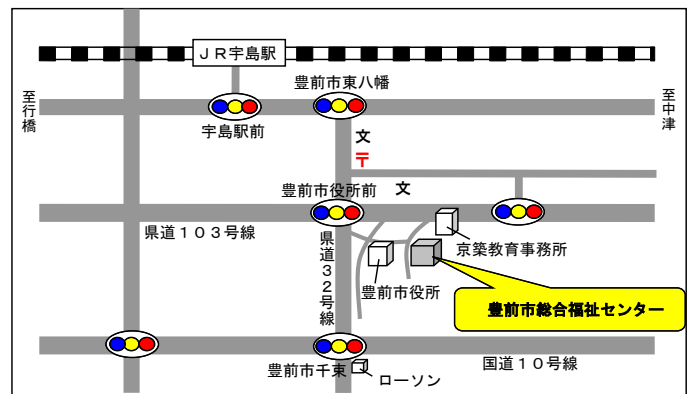 ＪＲ宇島駅
豊前市東八幡
至行橋
至中津
宇島駅前
文
〒
文
豊前市役所前
県道１０３号線
京築教育事務所
県道３２号線
豊前市役所
豊前市総合福祉センター
国道１０号線
豊前市千束
ローソン